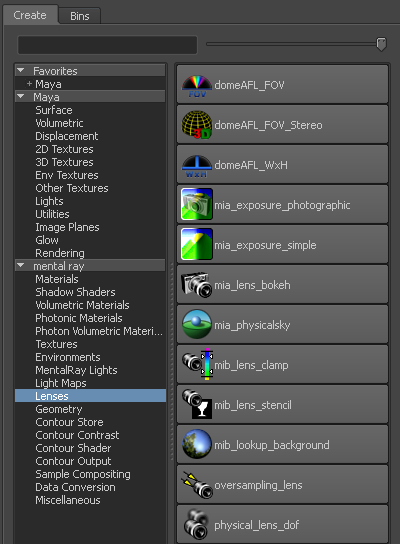 Create
Bins
Favorites
+ Maya
Maya
Surface
Volumetric
Displacement
2D Textures
3D Textures
Env Textures
Other Textures
Lights
Utilities
Image Planes
Glow
Rendering
mental ray
Materials
Shadow Shaders
Volumetric Materials
Photonic Materials
Photon Volumetric Materi...
Textures
Environments
MentalRay Lights
Light Maps
Lenses
Geometry
Contour Store
Contour Contrast
Contour Shader
Contour Output
Sample Compositing
Data Conversion
Miscellaneous
FOV
domeAFL_FOV
3D
domeAFL_FOV_Stereo
WxH
domeAFL_WxH
mia_exposure_photographic
mia_exposure_simple
mia_lens_bokeh
mia_physicalsky
mib_lens_clamp
mib_lens_stencil
mib_lookup_background
oversampling_lens
physical_lens_dof